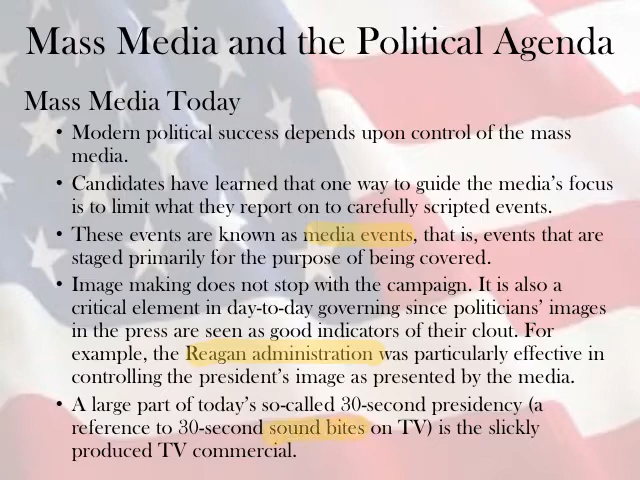 Mass Media and the Political Agenda
Mass Media Today
• Modern political success depends upon control of the mass
media.
• Candidates have learned that one way to guide the media's focus
is to limit what they report on to carefully scripted events.
• These events are known as media events, that is, events that are
staged primarily for the purpose of being covered.
• Image making does not stop with the campaign. It is also a
critical element in day-to-day governing since politicians' images
in the press are seen as good indicators of their clout. For
example, the Reagan administration was particularly effective in
controlling the president's image as presented by the media.
• A large part of today's so-called 30-second presidency (a
reference to 30-second sound bites on TV) is the slickly
produced TV commercial.